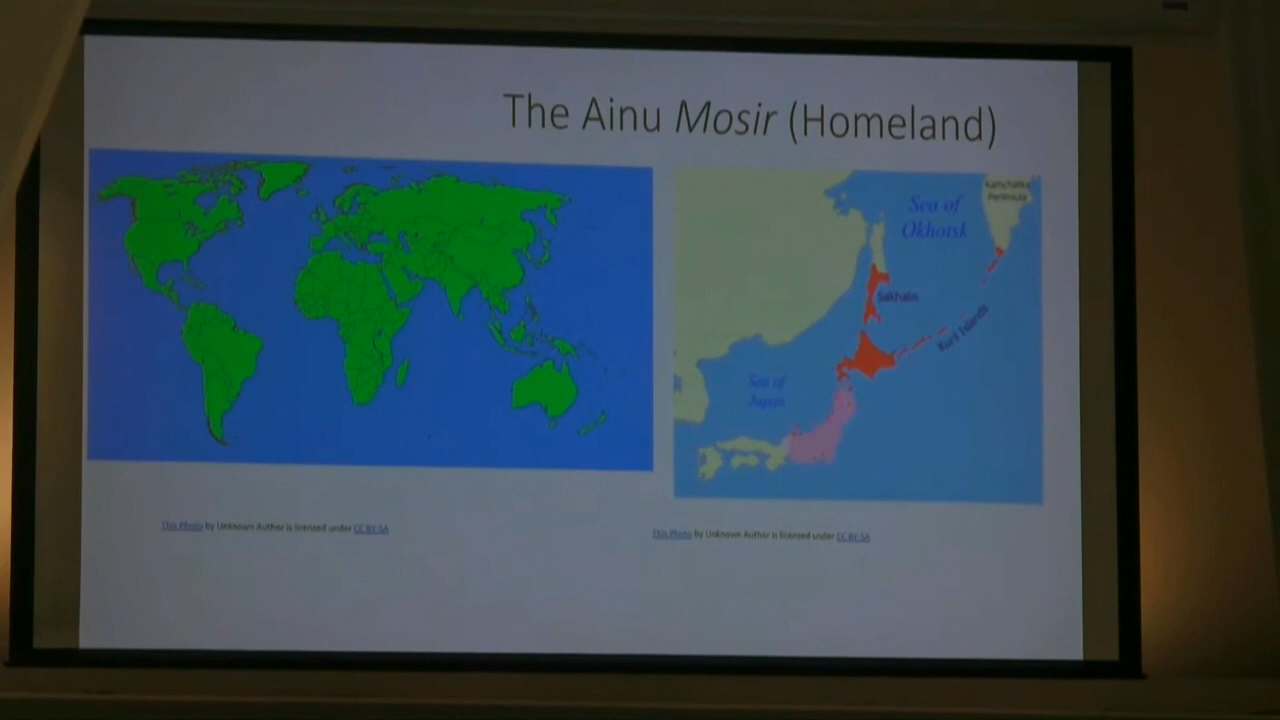 The Ainu Mosir (Homeland)
Kamchatka
Peninsula
Sea of
Okhotsk
Sakhalin
Kuril Islands
Sea of
Japan
This Photo by Unknown Author is licensed under CC BY-SA
This Photo by Unknown Author is licensed under CC BY-SA